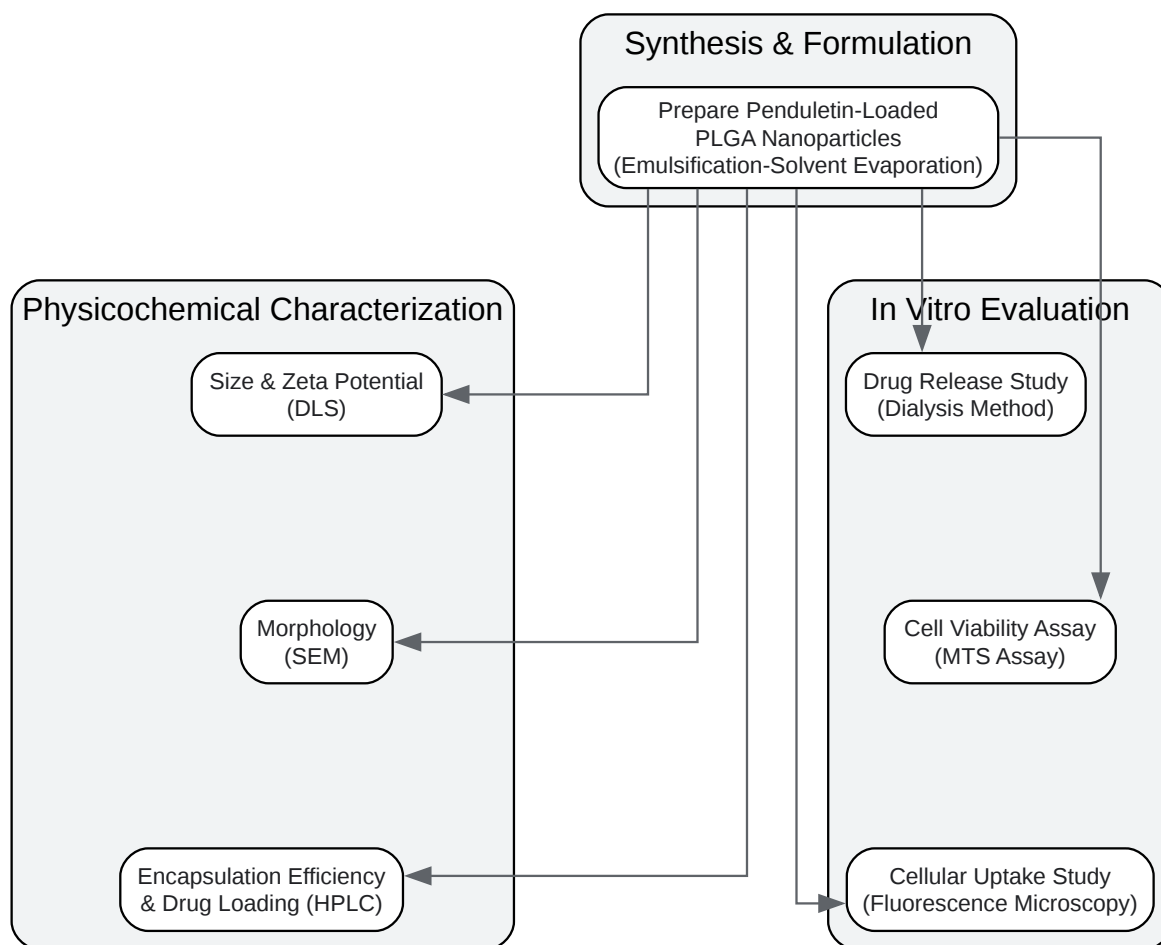 Synthesis & Formulation
Prepare Penduletin-Loaded
PLGA Nanoparticles
(Emulsification-Solvent Evaporation)
Physicochemical Characterization
Size & Zeta Potential
(DLS)
Morphology
(SEM)
Encapsulation Efficiency
& Drug Loading (HPLC)
In Vitro Evaluation
Drug Release Study
(Dialysis Method)
Cell Viability Assay
(MTS Assay)
Cellular Uptake Study
(Fluorescence Microscopy)